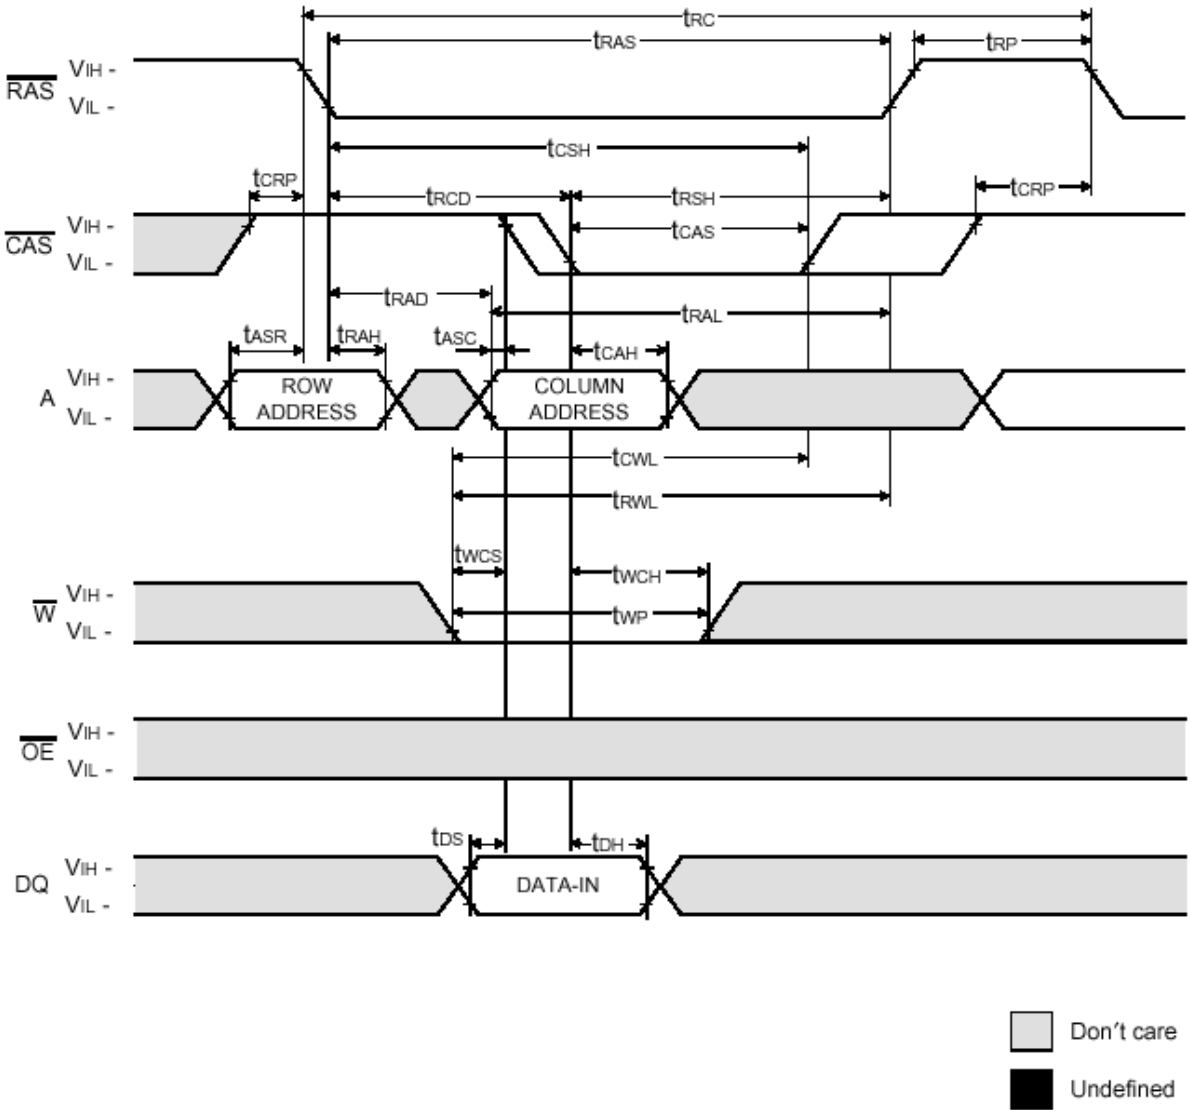 tRC
tRAS
tRP
RAS
VIH -
VIL -
tCSH
tCRP
tRCD
tRSH
tCRP
CAS
VIH -
VIL -
tCAS
tRAD
tRAL
tASR
tRAH
tASC
tCAH
A
VIH -
VIL -
ROW
ADDRESS
COLUMN
ADDRESS
tCWL
tRWL
tWCS
tWCH
tWP
W
VIH -
VIL -
OE
VIH -
VIL -
tDS
tDH
DQ
VIH -
VIL -
DATA-IN
Don't care
Undefined